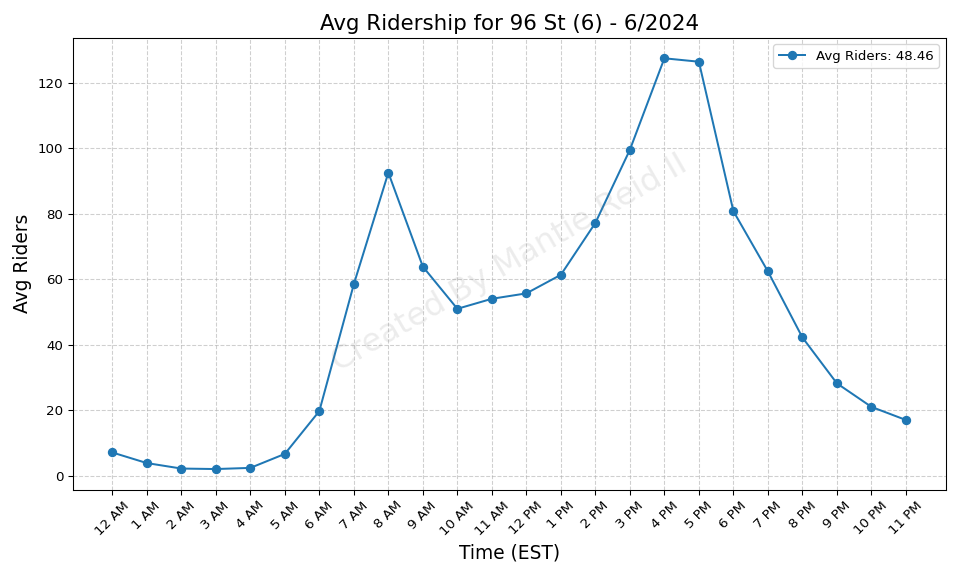 Avg Ridership for 96 St (6) - 6/2024
Avg Riders: 48.46
Avg Riders
120
100
80
60
40
20
0
Created By Mantle Reid II
12 AM
1 AM
2 AM
3 AM
4 AM
5 AM
6 AM
7 AM
8 AM
9 AM
10 AM
11 AM
12 PM
1 PM
2 PM
3 PM
4 PM
5 PM
6 PM
7 PM
8 PM
9 PM
10 PM
11 PM
Time (EST)